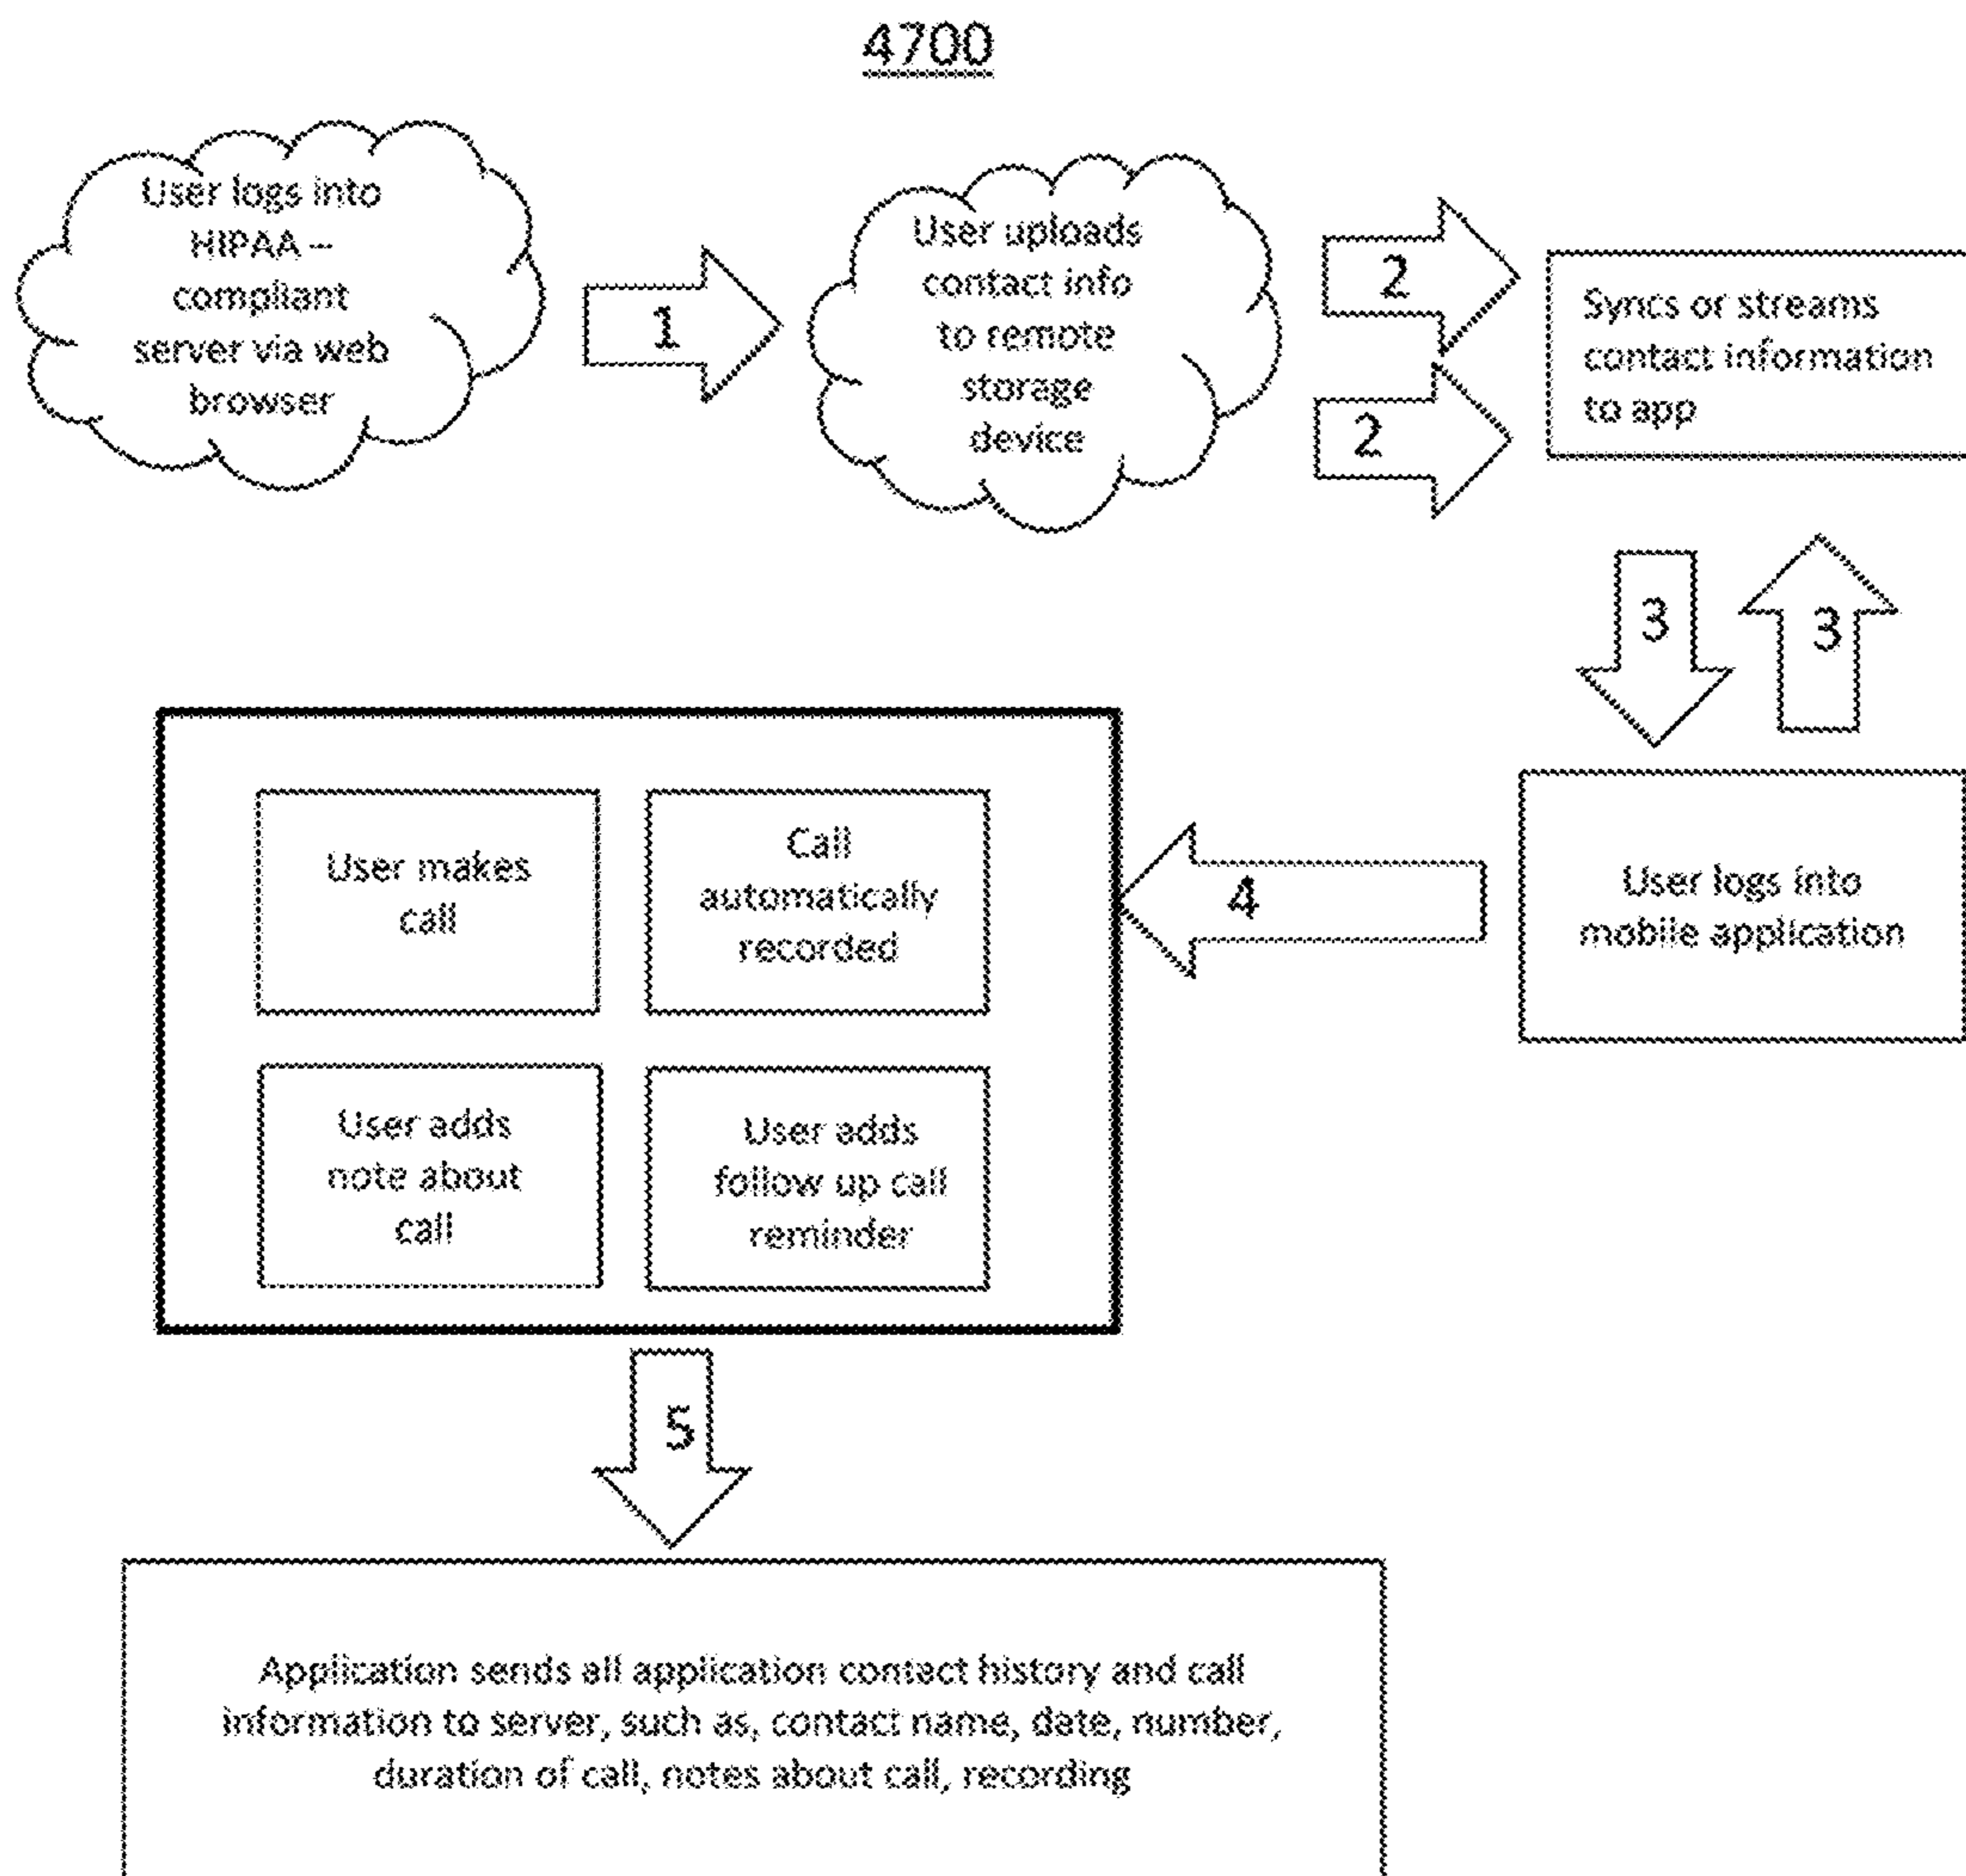 4700
User logs into
HIPAA –
compliant
server via web
browser
1
User uploads
contact info
to remote
storage
device
2
2
Syncs or streams
contact information
to app
3
3
User logs into
mobile application
4
User makes
call
Call
automatically
recorded
User adds
note about
call
User adds
follow up call
reminder
5
Application sends all application contact history and call
information to server, such as, contact name, date, number,
duration of call, notes about call, recording